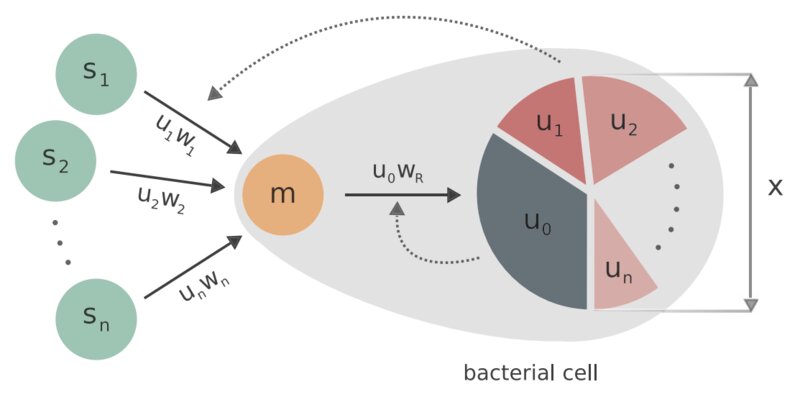 s1
s2
sn
u1w1
u2w2
unwn
m
u0wR
u1
u2
u0
un
x
bacterial cell